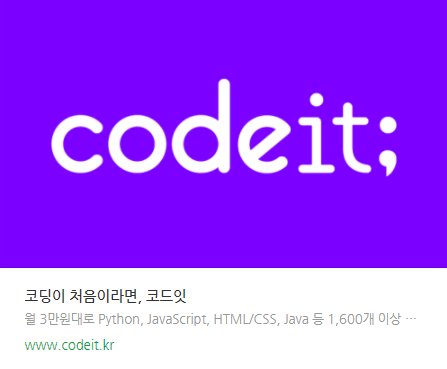 codeit;
코딩이 처음이라면, 코드잇
월 3만원대로 Python, JavaScript, HTML/CSS, Java 등 1,600개 이상 …
www.codeit.kr